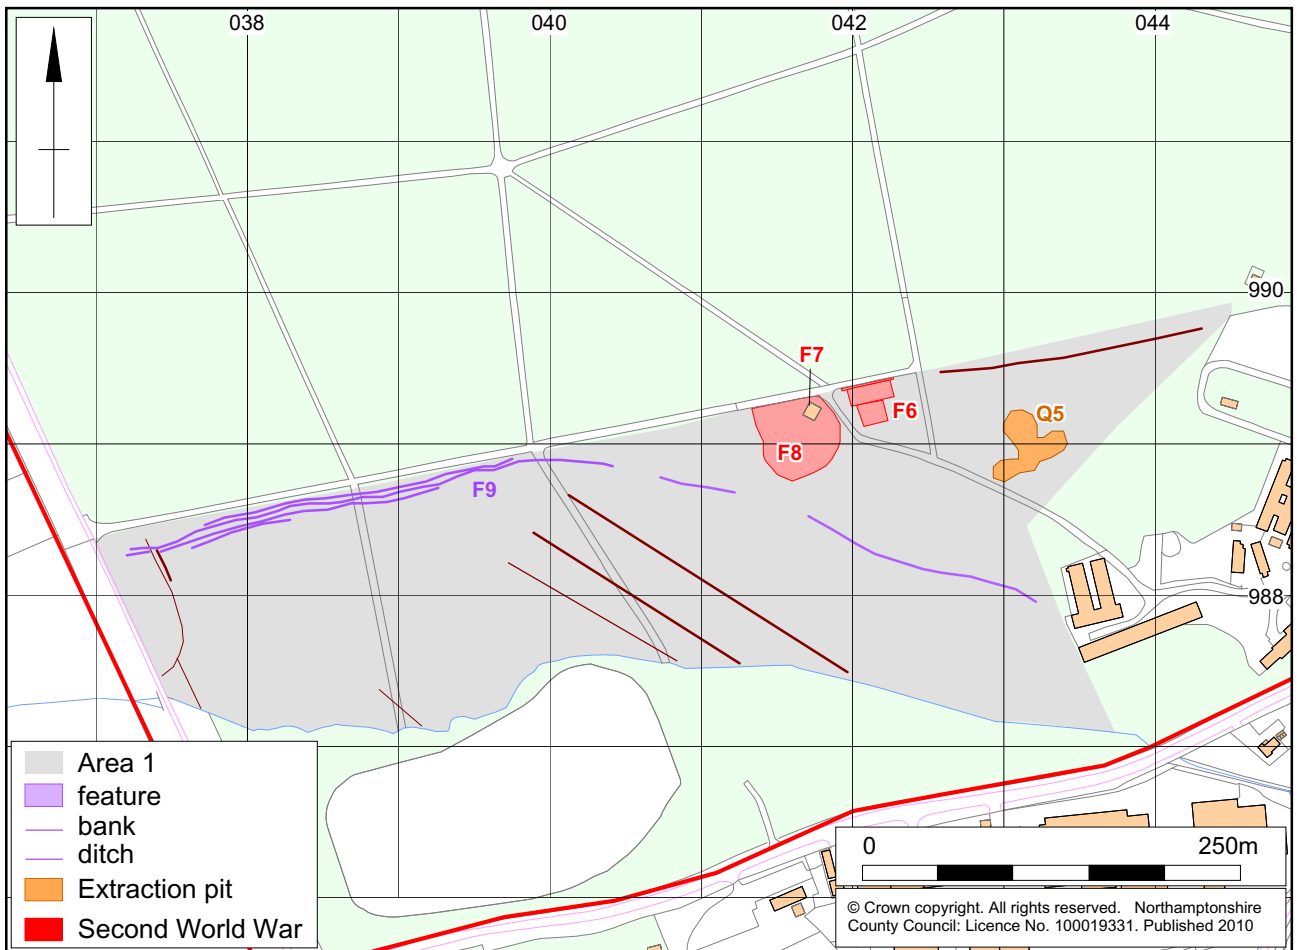 038
040
042
044
990
F7
F6
Q5
F8
F9
988
Area 1
feature
bank
ditch
Extraction pit
Second World War
0 250m
© Crown copyright. All rights reserved. Northamptonshire
County Council: Licence No. 100019331. Published 2010